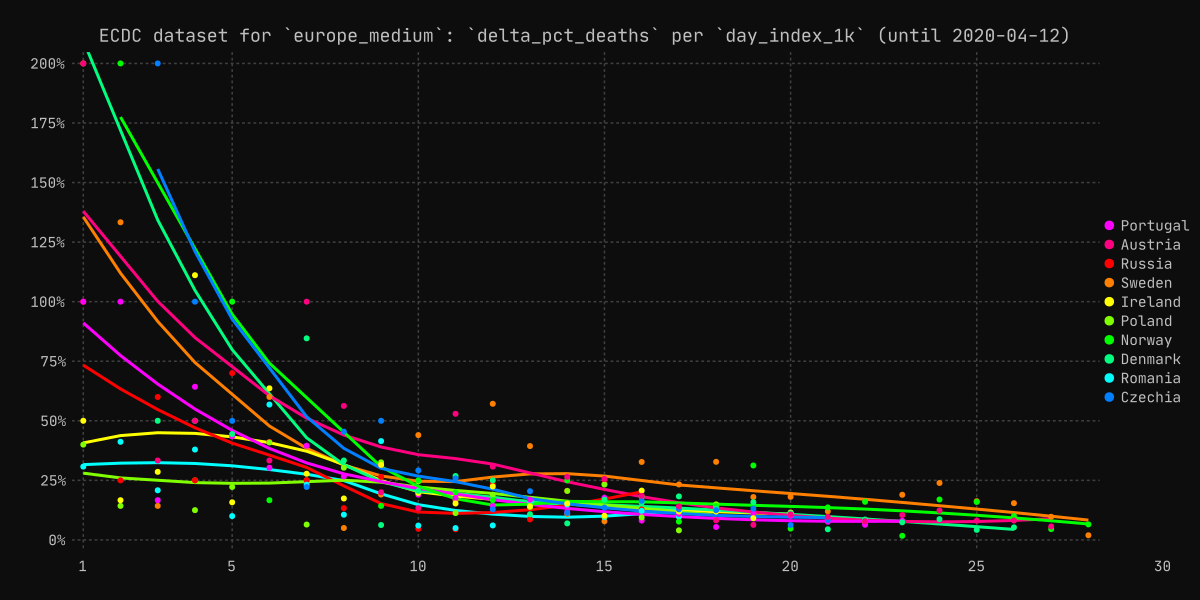 ECDC dataset for `europe_medium`: `delta_pct_deaths` per `day_index_1k` (until 2020-04-12)
200%
175%
150%
125%
100%
75%
50%
25%
0%
1 5 10 15 20 25 30
Portugal
Austria
Russia
Sweden
Ireland
Poland
Norway
Denmark
Romania
Czechia